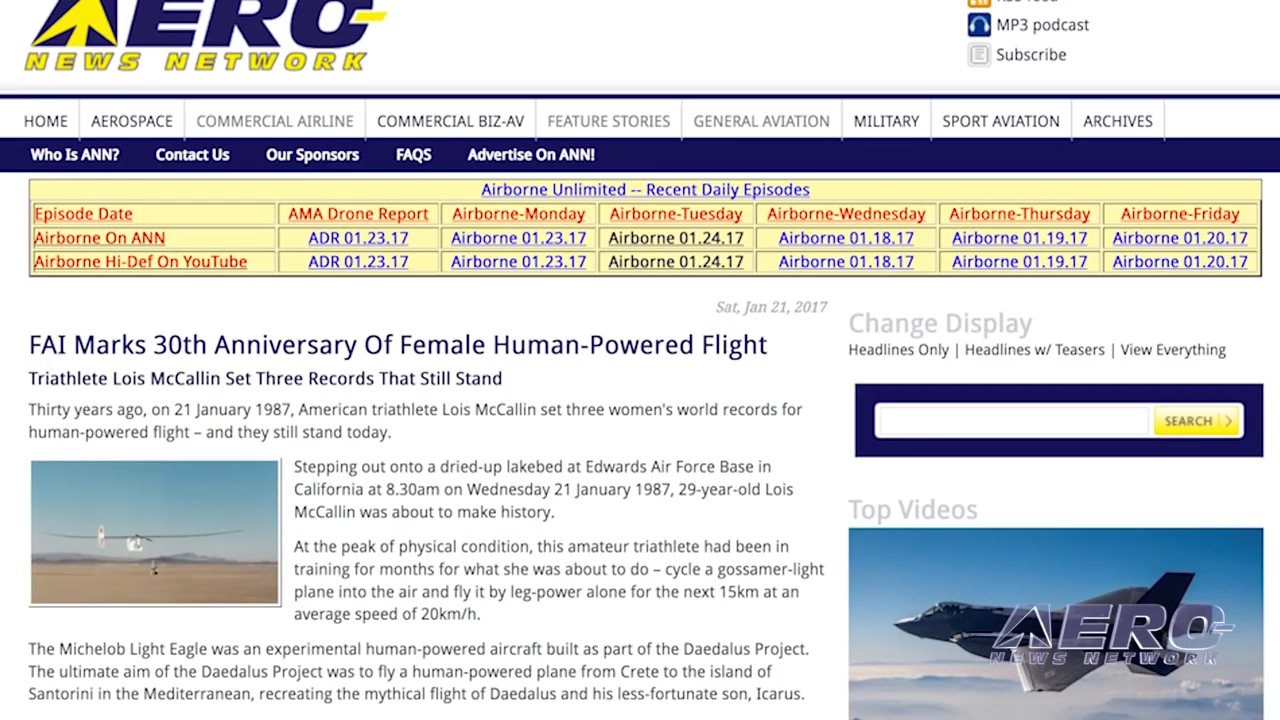 AERO-
NEWS NETWORK
MP3 podcast
Subscribe
HOME AEROSPACE COMMERCIAL AIRLINE COMMERCIAL BIZ-AV FEATURE STORIES GENERAL AVIATION MILITARY SPORT AVIATION ARCHIVES
Who Is ANN? Contact Us Our Sponsors FAQS Advertise On ANN!
Airborne Unlimited -- Recent Daily Episodes
Episode Date AMA Drone Report Airborne-Monday Airborne-Tuesday Airborne-Wednesday Airborne-Thursday Airborne-Friday
Airborne On ANN ADR 01.23.17 Airborne 01.23.17 Airborne 01.24.17 Airborne 01.18.17 Airborne 01.19.17 Airborne 01.20.17
Airborne Hi-Def On YouTube ADR 01.23.17 Airborne 01.23.17 Airborne 01.24.17 Airborne 01.18.17 Airborne 01.19.17 Airborne 01.20.17
Sat, Jan 21, 2017
FAI Marks 30th Anniversary Of Female Human-Powered Flight
Triathlete Lois McCallin Set Three Records That Still Stand
Thirty years ago, on 21 January 1987, American triathlete Lois McCallin set three women's world records for
human-powered flight – and they still stand today.
Stepping out onto a dried-up lakebed at Edwards Air Force Base in
California at 8.30am on Wednesday 21 January 1987, 29-year-old Lois
McCallin was about to make history.
At the peak of physical condition, this amateur triathlete had been in
training for months for what she was about to do – cycle a gossamer-light
plane into the air and fly it by leg-power alone for the next 15km at an
average speed of 20km/h.
The Michelob Light Eagle was an experimental human-powered aircraft built as part of the Daedalus Project.
The ultimate aim of the Daedalus Project was to fly a human-powered plane from Crete to the island of
Santorini in the Mediterranean, recreating the mythical flight of Daedalus and his less-fortunate son, Icarus.
Change Display
Headlines Only | Headlines w/ Teasers | View Everything
SEARCH
Top Videos
AERO-
NEWS NETWORK